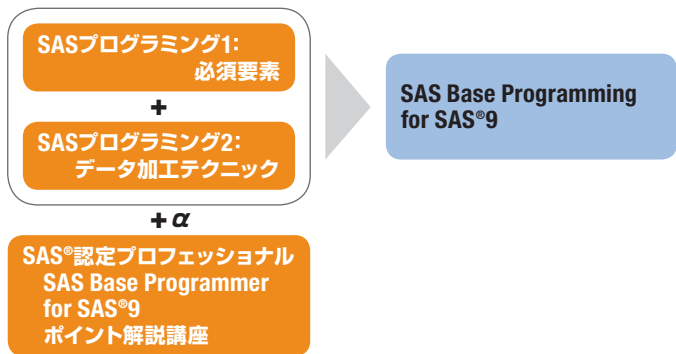 SASプログラミング1:
必須要素
+
SASプログラミング2:
データ加工テクニック
+α
SAS®認定プロフェッショナル
SAS Base Programmer
for SAS®9
ポイント解説講座
SAS Base Programming
for SAS®9